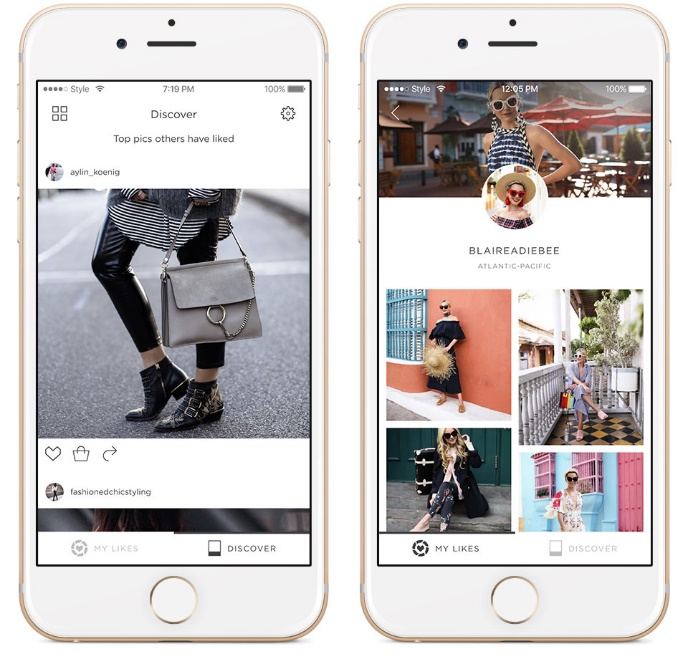 Style 7:19 PM 100%
Discover
Top pics others have liked
aylin_koenig
fashionedchicstyling
MY LIKES DISCOVER
Style 12:05 PM 100%
BLAIREADIEBEE
ATLANTIC-PACIFIC
MY LIKES DISCOVER